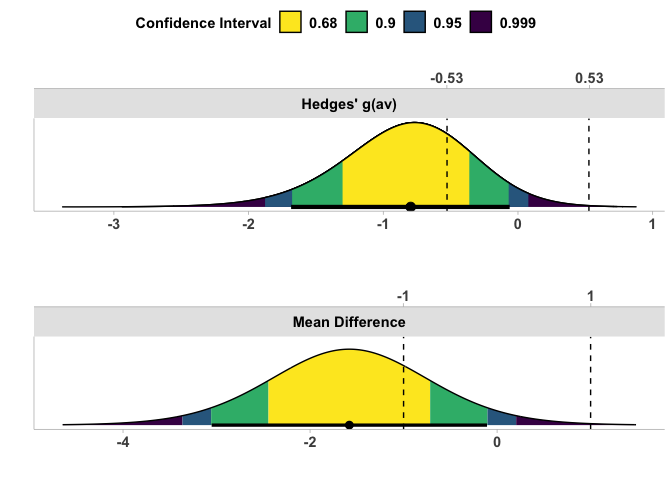 Confidence Interval 0.68 0.9 0.95 0.999
-0.53 0.53
Hedges' g(av)
-3 -2 -1 0 1
-1 1
Mean Difference
-4 -2 0